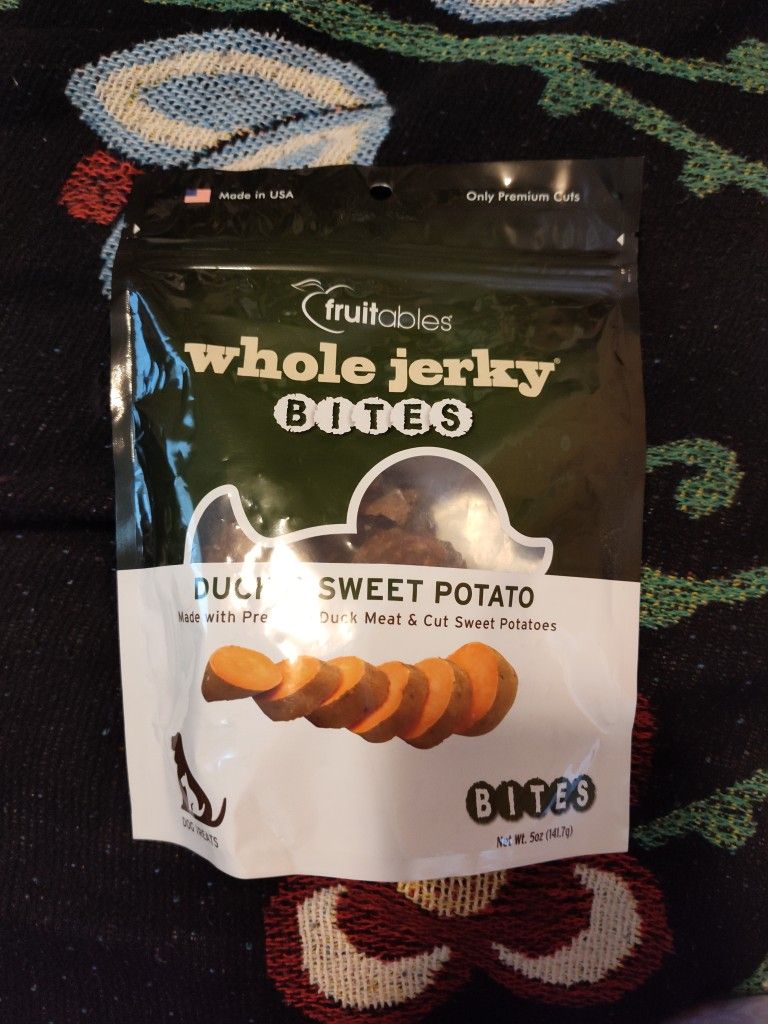 Made in USA
Only Premium Cuts
fruitables
whole jerky®
BITES
DUCK SWEET POTATO
Made with Duck Meat & Cut Sweet Potatoes
BITES
DOG TREATS
Net Wt. 5oz (141.7g)